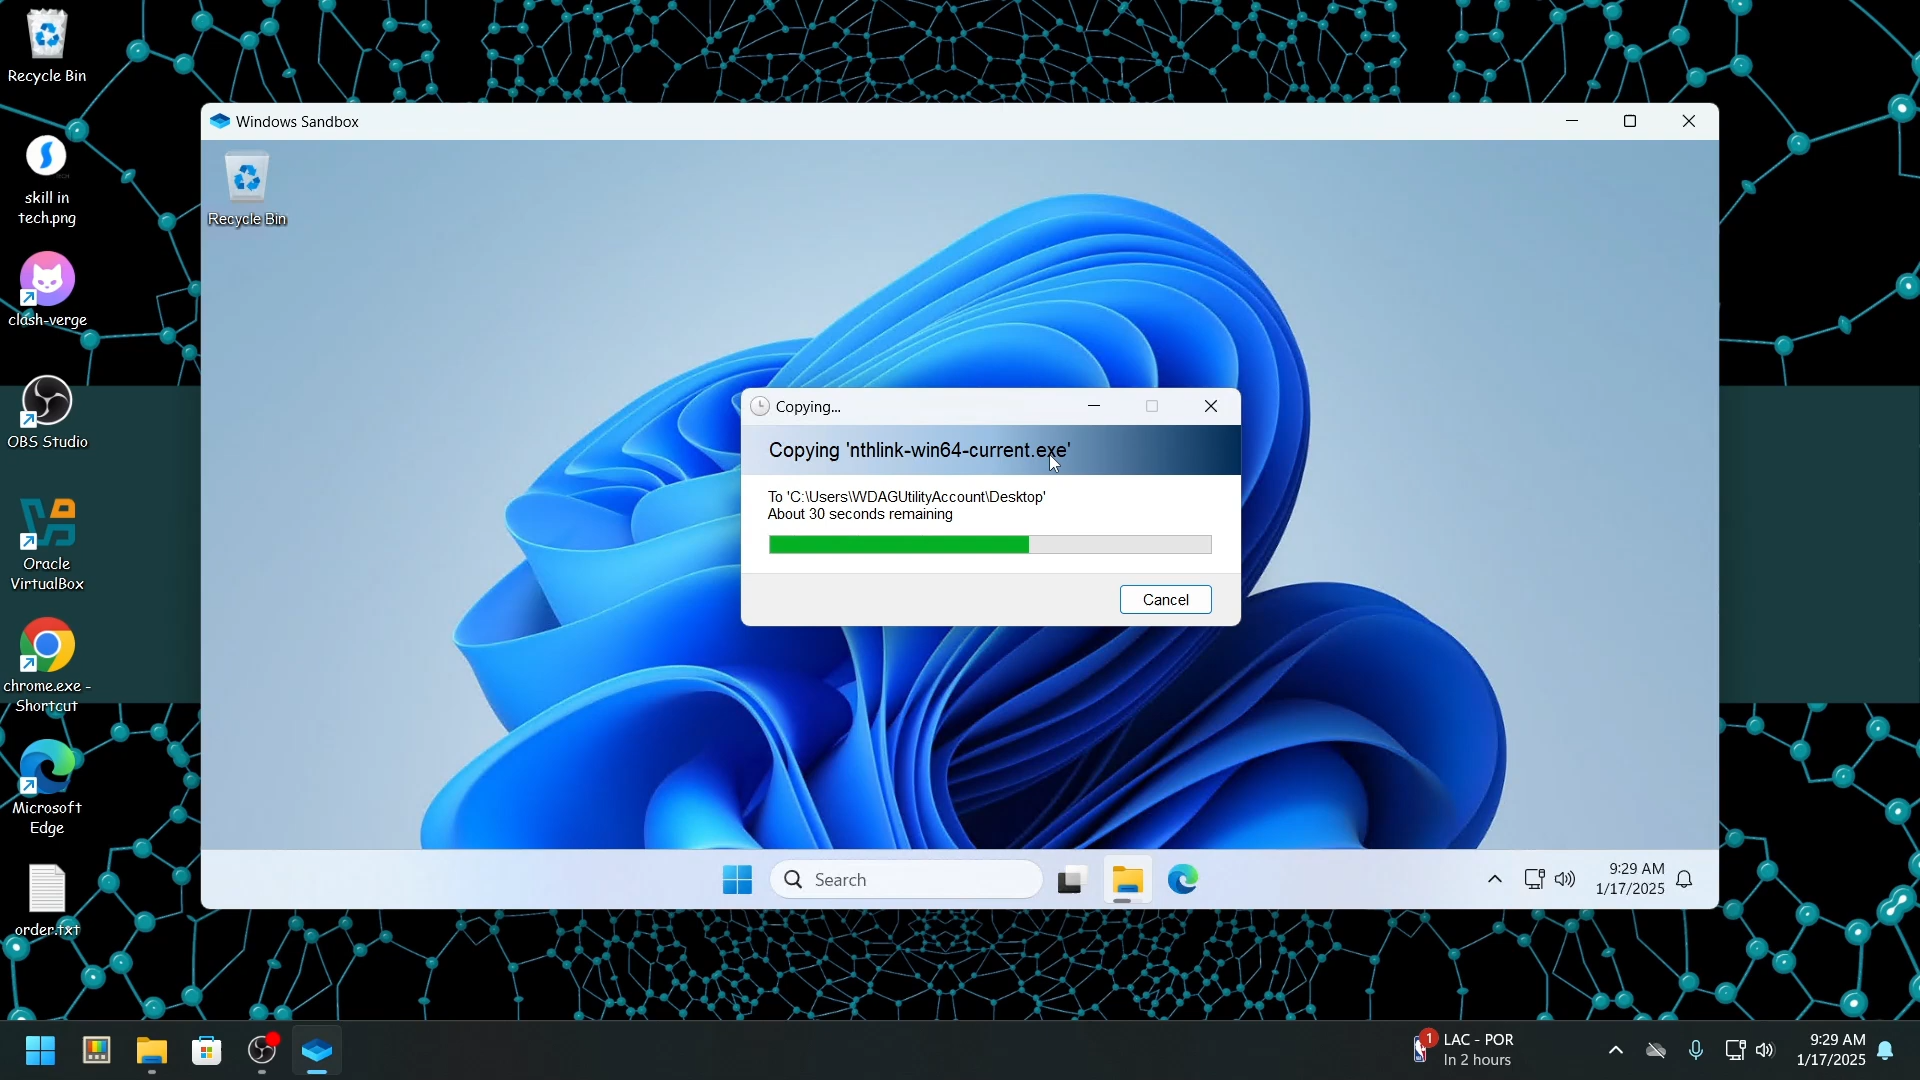 Recycle Bin
skill in
tech.png
clash-verge
OBS Studio
Oracle
VirtualBox
chrome.exe -
Shortcut
Microsoft
Edge
order.txt
Windows Sandbox
Recycle Bin
Copying...
Copying 'nthlink-win64-current.exe'
To 'C:\Users\WDAGUtilityAccount\Desktop'
About 30 seconds remaining
Cancel
Search
9:29 AM
1/17/2025
1
LAC - POR
In 2 hours
9:29 AM
1/17/2025